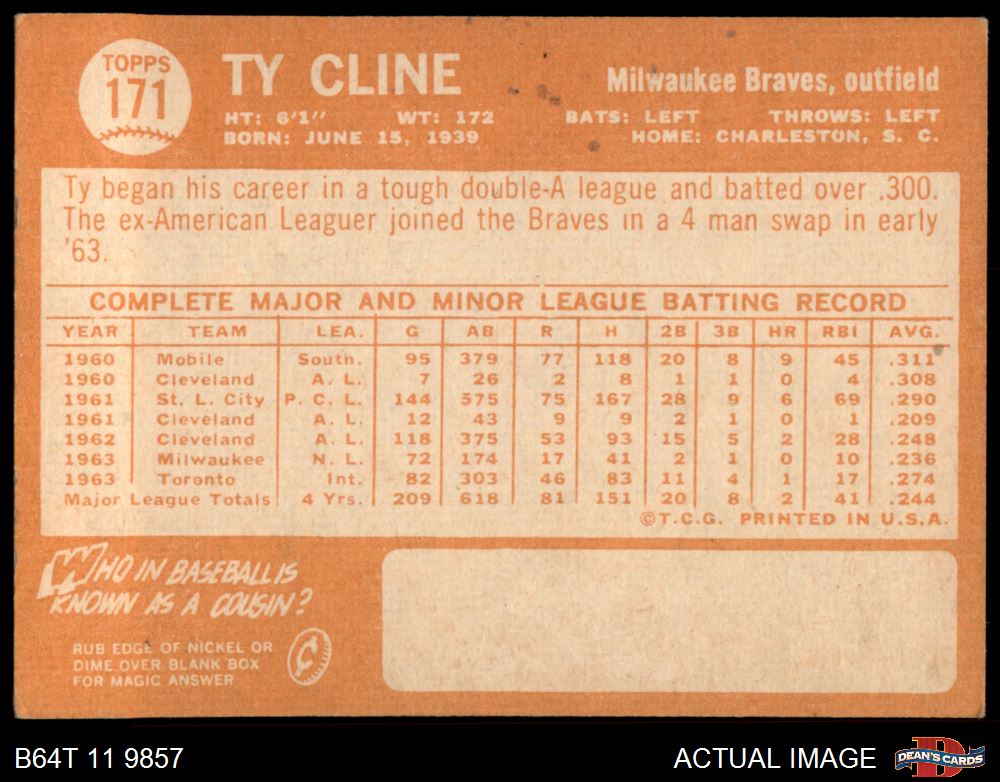 TOPPS
171
TY CLINE
Milwaukee Braves, outfield
HT: 6'1" WT: 172 BATS: LEFT THROWS: LEFT
BORN: JUNE 15, 1939 HOME: CHARLESTON, S. C.
Ty began his career in a tough double-A league and batted over .300.
The ex-American Leaguer joined the Braves in a 4 man swap in early
'63.
COMPLETE MAJOR AND MINOR LEAGUE BATTING RECORD
YEAR TEAM LEA. G AB R H 2B 3B HR RBI AVG.
1960 Mobile South. 95 379 77 118 20 8 9 45 .311
1960 Cleveland A. L. 7 26 2 8 1 1 0 4 .308
1961 St. L. City P. C. L. 144 575 75 167 28 9 6 69 .290
1961 Cleveland A. L. 12 43 9 9 2 1 0 1 .209
1962 Cleveland A. L. 118 375 53 93 15 5 2 28 .248
1963 Milwaukee N. L. 72 174 17 41 2 1 0 10 .236
1963 Toronto Int. 82 303 46 83 11 4 1 17 .274
Major League Totals 4 Yrs. 209 618 81 151 20 8 2 41 .244
©T.C.G. PRINTED IN U.S.A.
WHO IN BASEBALL IS
KNOWN AS A COUSIN?
RUB EDGE OF NICKEL OR
DIME OVER BLANK BOX
FOR MAGIC ANSWER
¢
B64T 11 9857
ACTUAL IMAGE
D
DEAN'S CARDS